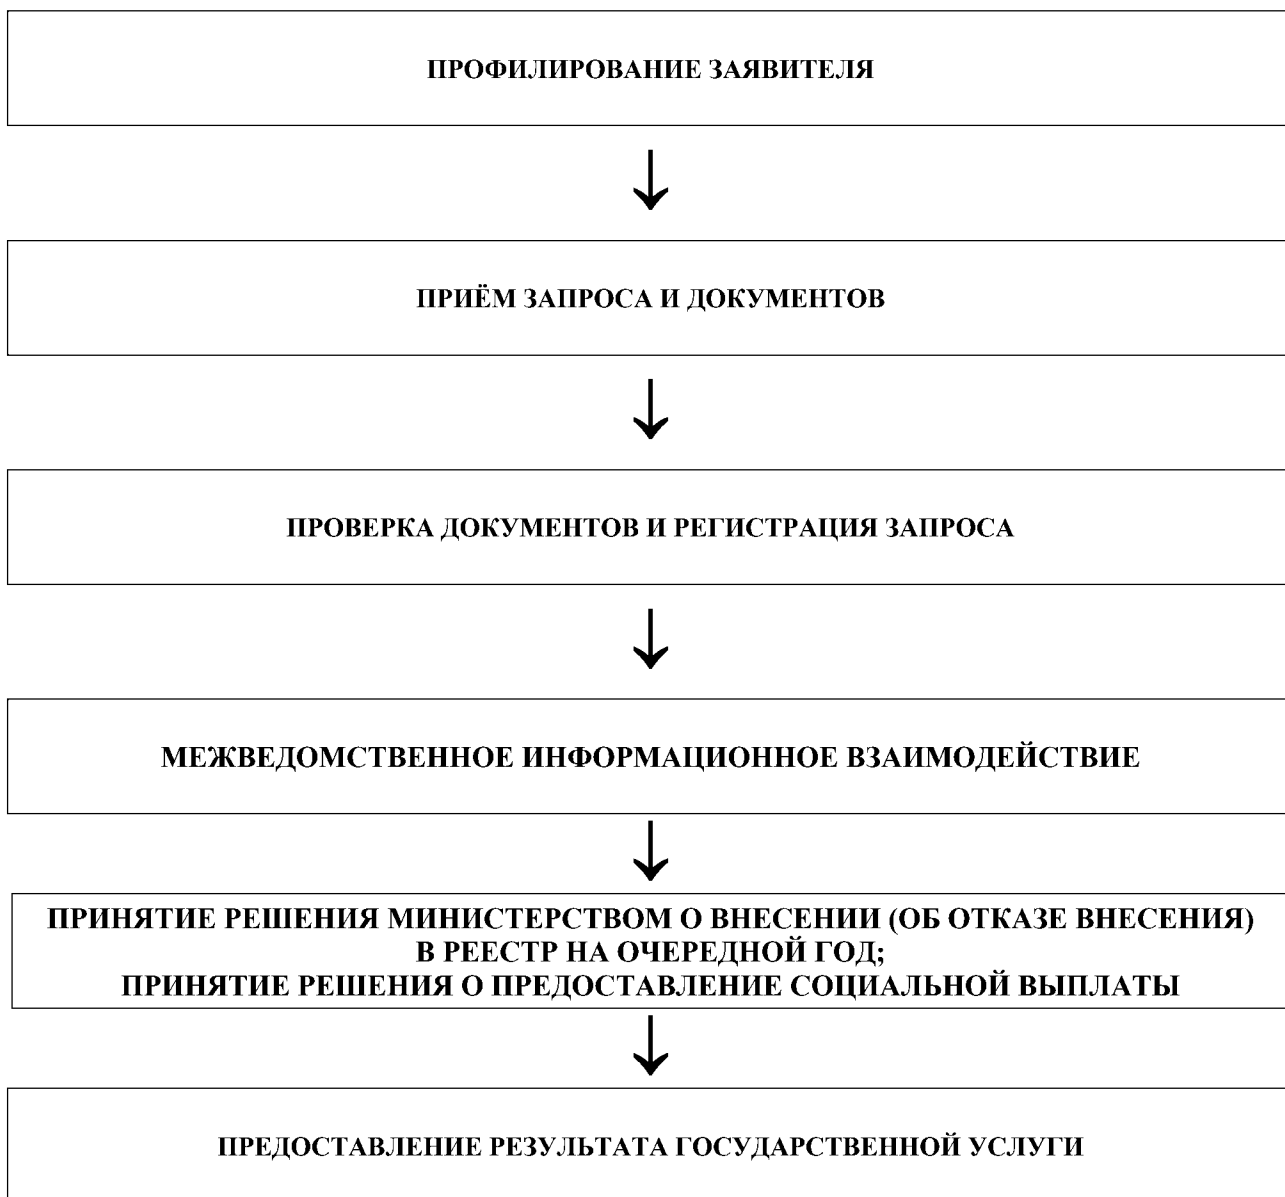 ПРОФИЛИРОВАНИЕ ЗАЯВИТЕЛЯ
ПРИЁМ ЗАПРОСА И ДОКУМЕНТОВ
ПРОВЕРКА ДОКУМЕНТОВ И РЕГИСТРАЦИЯ ЗАПРОСА
МЕЖВЕДОМСТВЕННОЕ ИНФОРМАЦИОННОЕ ВЗАИМОДЕЙСТВИЕ
ПРИНЯТИЕ РЕШЕНИЯ МИНИСТЕРСТВОМ О ВНЕСЕНИИ (ОБ ОТКАЗЕ ВНЕСЕНИЯ)
В РЕЕСТР НА ОЧЕРЕДНОЙ ГОД;
ПРИНЯТИЕ РЕШЕНИЯ О ПРЕДОСТАВЛЕНИЕ СОЦИАЛЬНОЙ ВЫПЛАТЫ
ПРЕДОСТАВЛЕНИЕ РЕЗУЛЬТАТА ГОСУДАРСТВЕННОЙ УСЛУГИ